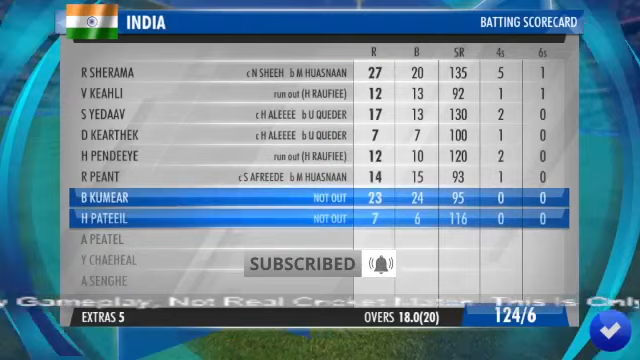 INDIA BATTING SCORECARD
R B SR 4s 6s
R SHERAMA c N SHEEH b M HUASNAAN 27 20 135 5 1
V KEAHLI run out (H RAUFIEE) 12 13 92 1 1
S YEDAAV c H ALEEEE b U QUEDER 17 13 130 2 0
D KEARTHEK c H ALEEEE b U QUEDER 7 7 100 1 0
H PENDEEYE run out (H RAUFIEE) 12 10 120 2 0
R PEANT c S AFREEDE b M HUASNAAN 14 15 93 1 0
B KUMEAR NOT OUT 23 24 95 0 0
H PATEEIL NOT OUT 7 6 116 0 0
A PEATEL
Y CHAEHEAL
SUBSCRIBED
A SENGHE
Gameplay, Not Real This is Only
EXTRAS 5 OVERS 18.0(20) 124/6